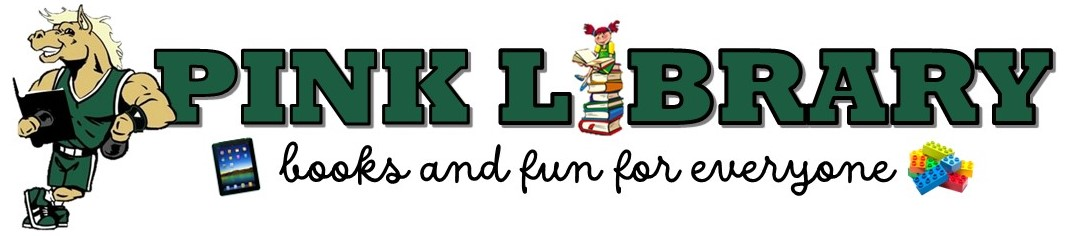 PINK LIBRARY
books and fun for everyone